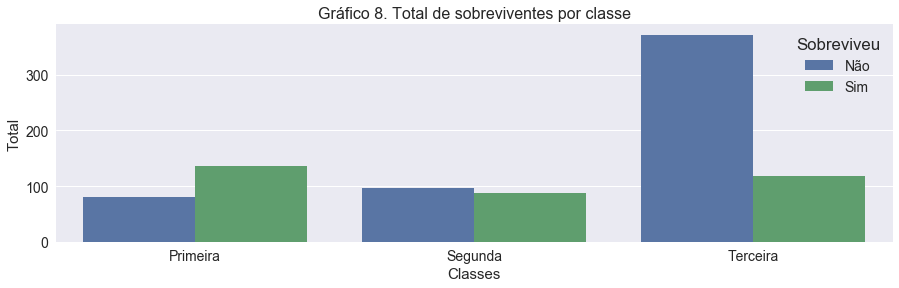 Gráfico 8. Total de sobreviventes por classe
Sobreviveu
Não
Sim
Total
300
200
100
0
Primeira
Segunda
Terceira
Classes